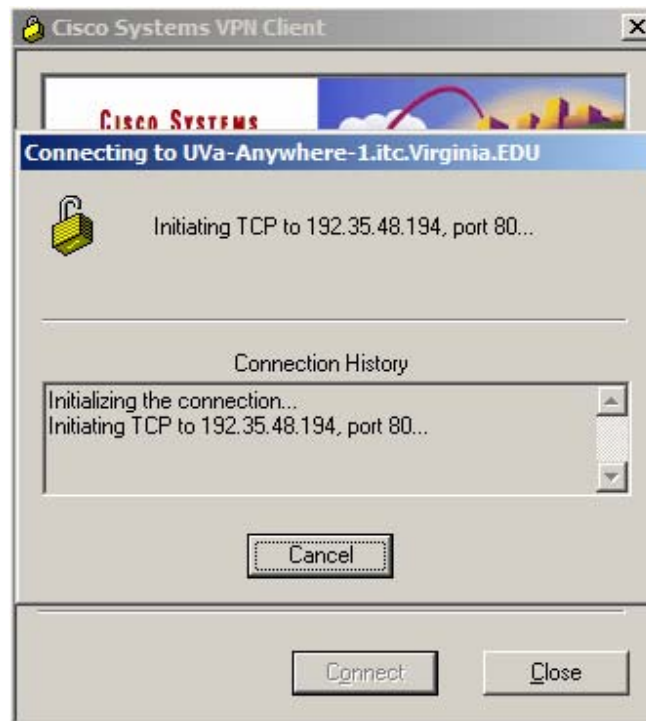 Cisco Systems VPN Client
CISCO SYSTEMS
Connecting to UVa-Anywhere-1.itc.Virginia.EDU
Initiating TCP to 192.35.48.194, port 80...
Connection History
Initializing the connection...
Initiating TCP to 192.35.48.194, port 80...
Cancel
Connect
Close